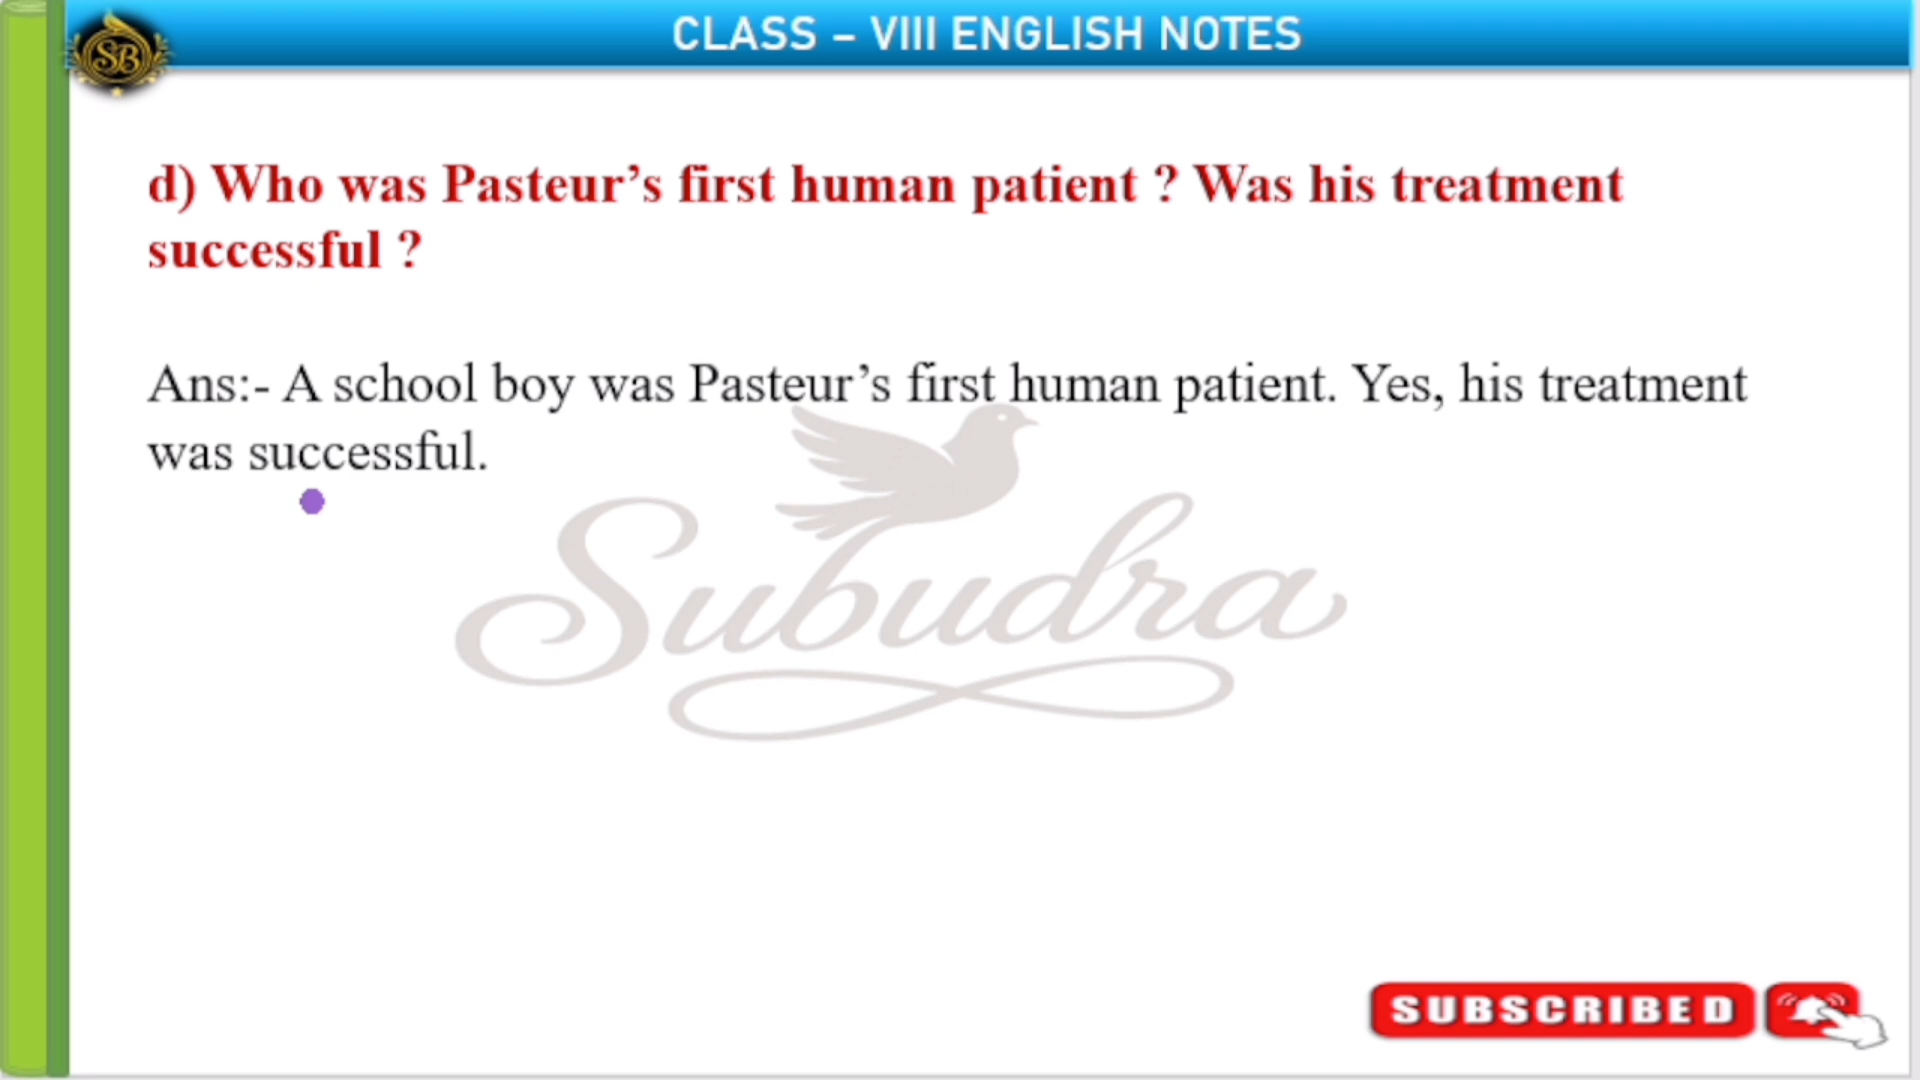 SB
CLASS – VIII ENGLISH NOTES
d) Who was Pasteur’s first human patient ? Was his treatment
successful ?
Ans:- A school boy was Pasteur’s first human patient. Yes, his treatment
was successful.
Subudra
SUBSCRIBED